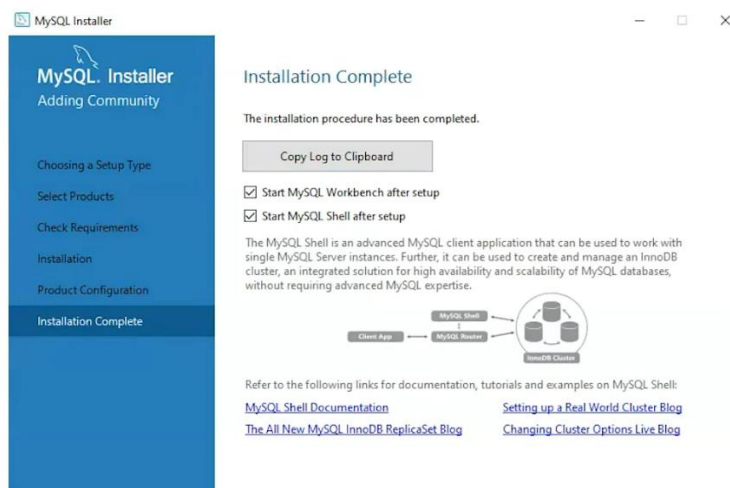 MySQL Installer
MySQL. Installer
Adding Community
Choosing a Setup Type
Select Products
Check Requirements
Installation
Product Configuration
Installation Complete
Installation Complete
The installation procedure has been completed.
Copy Log to Clipboard
Start MySQL Workbench after setup
Start MySQL Shell after setup
The MySQL Shell is an advanced MySQL client application that can be used to work with
single MySQL Server instances. Further, it can be used to create and manage an InnoDB
cluster, an integrated solution for high availability and scalability of MySQL databases,
without requiring advanced MySQL expertise.
MySQL Shell
Client App
MySQL Router
InnoDB Cluster
Refer to the following links for documentation, tutorials and examples on MySQL Shell:
MySQL Shell Documentation
Setting up a Real World Cluster Blog
The All New MySQL InnoDB ReplicaSet Blog
Changing Cluster Options Live Blog